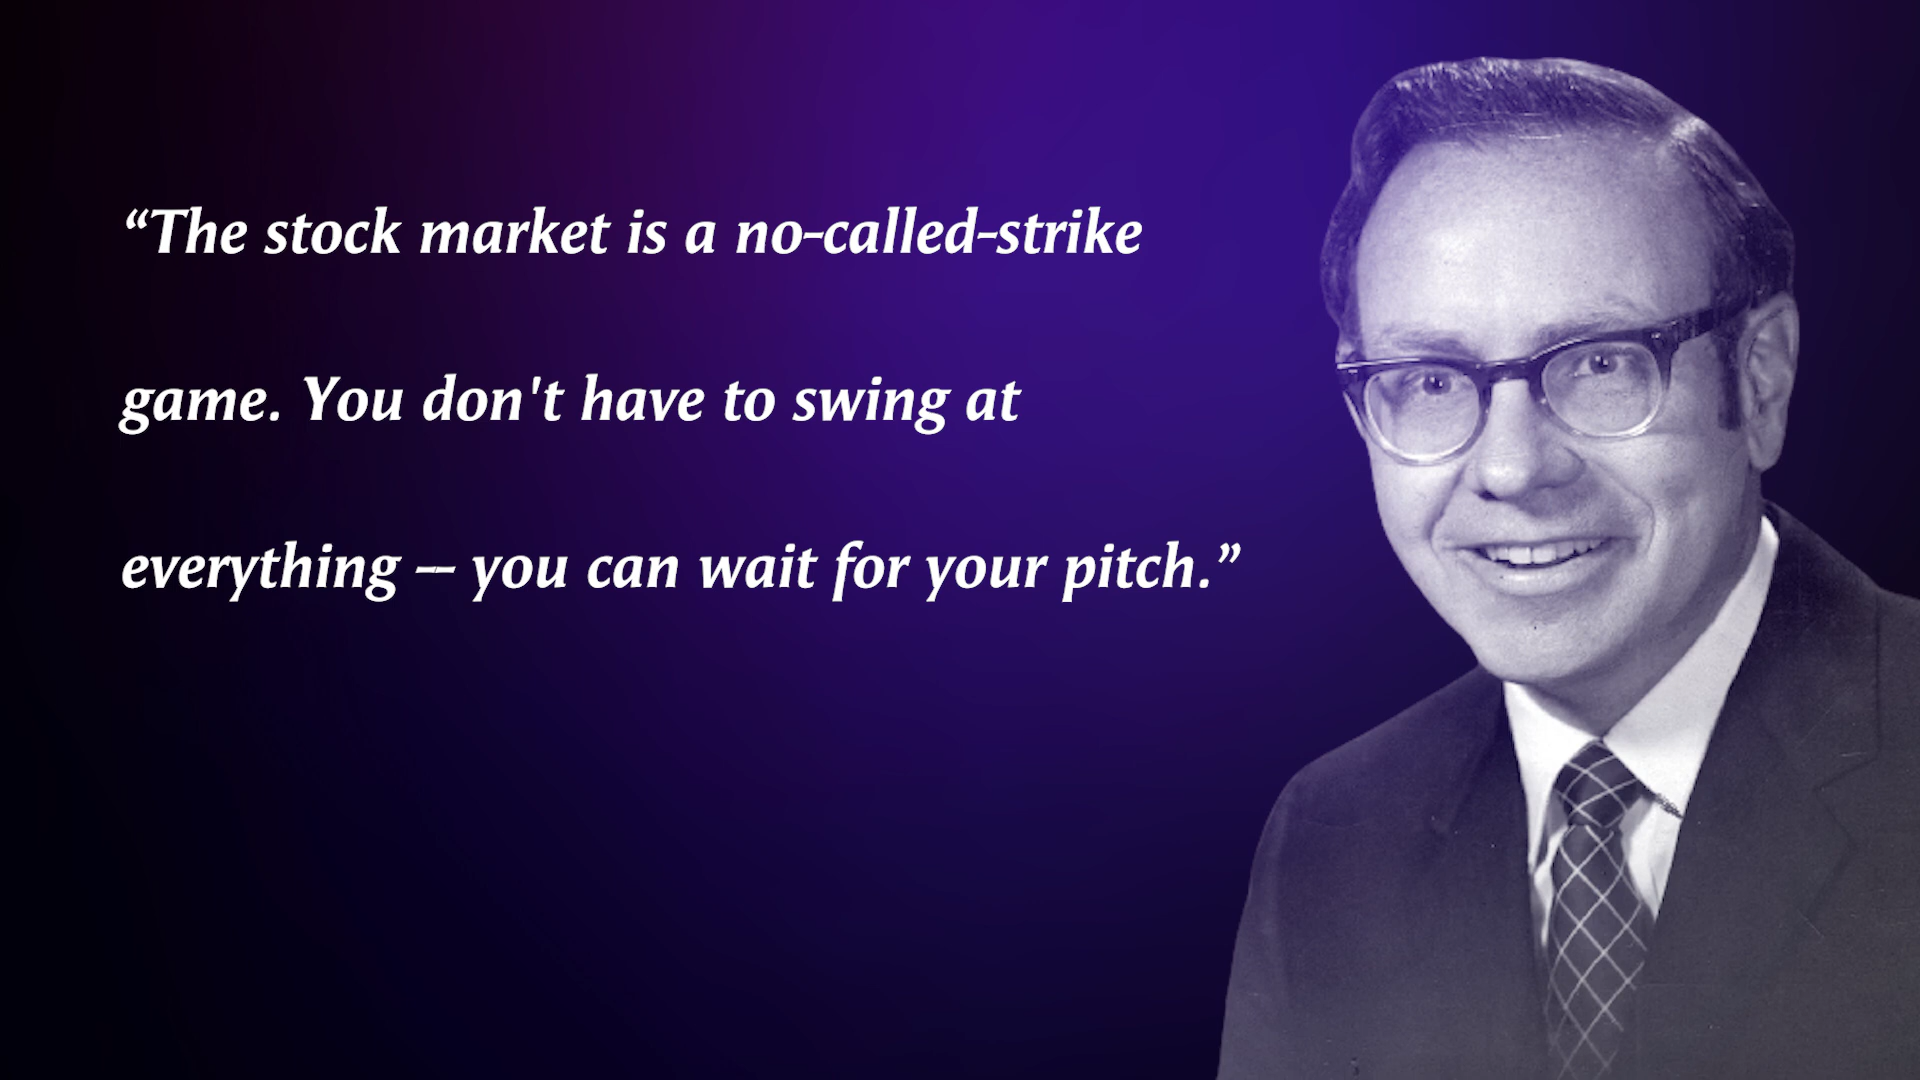 “The stock market is a no-called-strike
game. You don't have to swing at
everything -- you can wait for your pitch.”